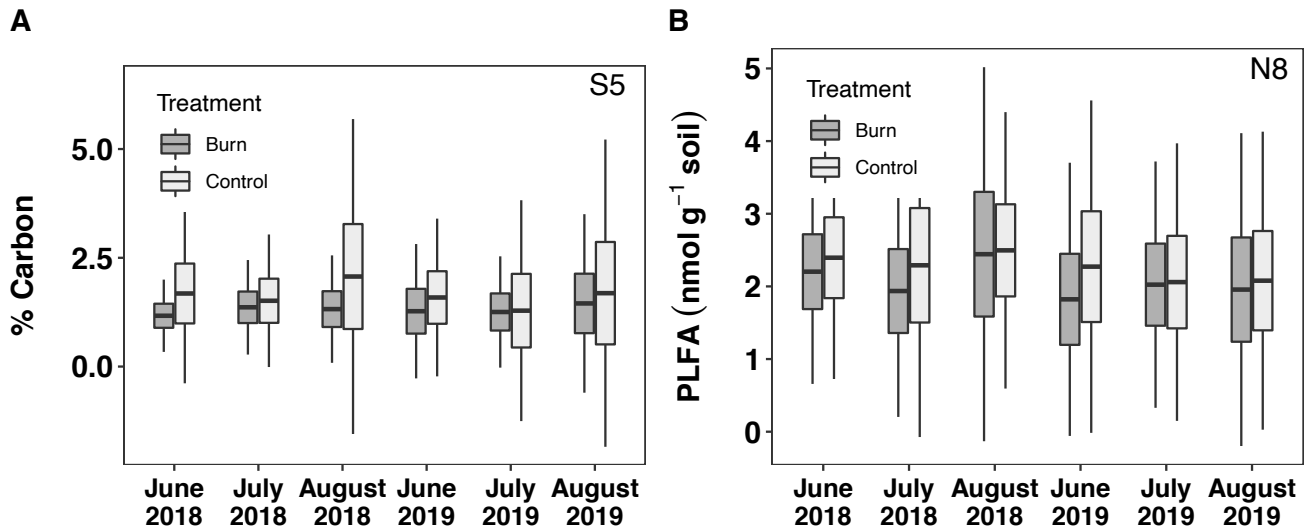 A
S5
Treatment
Burn
Control
5.0
2.5
0.0
% Carbon
June 2018
July 2018
August 2018
June 2019
July 2019
August 2019
B
N8
Treatment
Burn
Control
5
4
3
2
1
0
PLFA (nmol g⁻¹ soil)
June 2018
July 2018
August 2018
June 2019
July 2019
August 2019